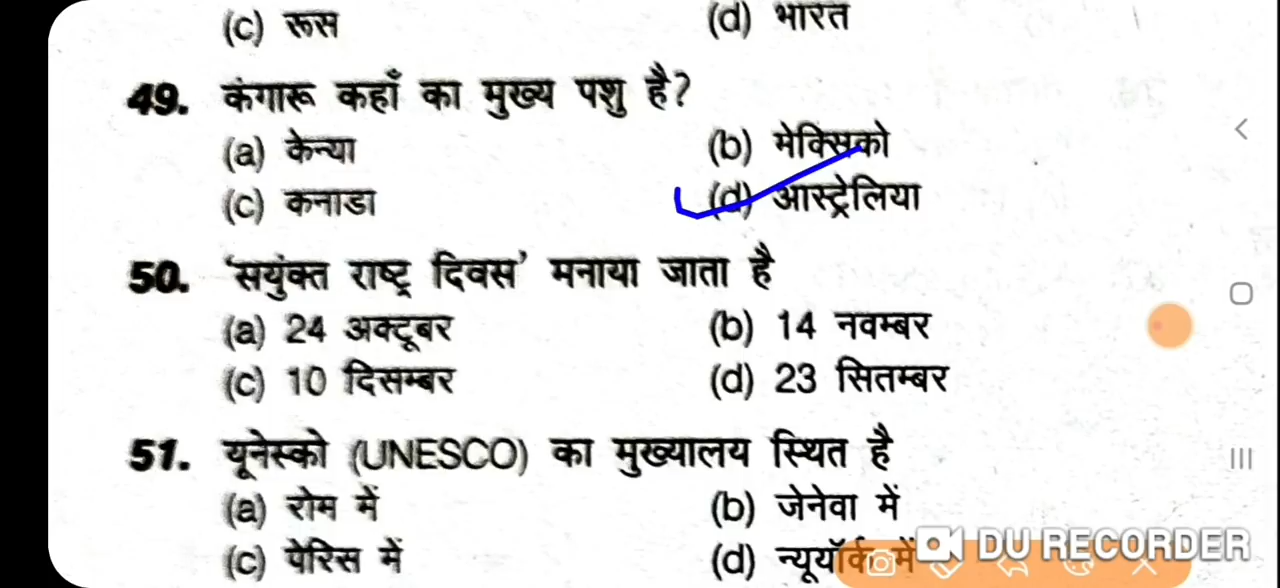 (c) रूस (d) भारत
49. कंगारू कहाँ का मुख्य पशु है?
(a) केन्या (b) मेक्सिको
(c) कनाडा (d) आस्ट्रेलिया
50. 'सयुंक्त राष्ट्र दिवस' मनाया जाता है
(a) 24 अक्टूबर (b) 14 नवम्बर
(c) 10 दिसम्बर (d) 23 सितम्बर
51. यूनेस्को (UNESCO) का मुख्यालय स्थित है
(a) रोम में (b) जेनेवा में
(c) पेरिस में (d) न्यूयॉर्क में
DU RECORDER